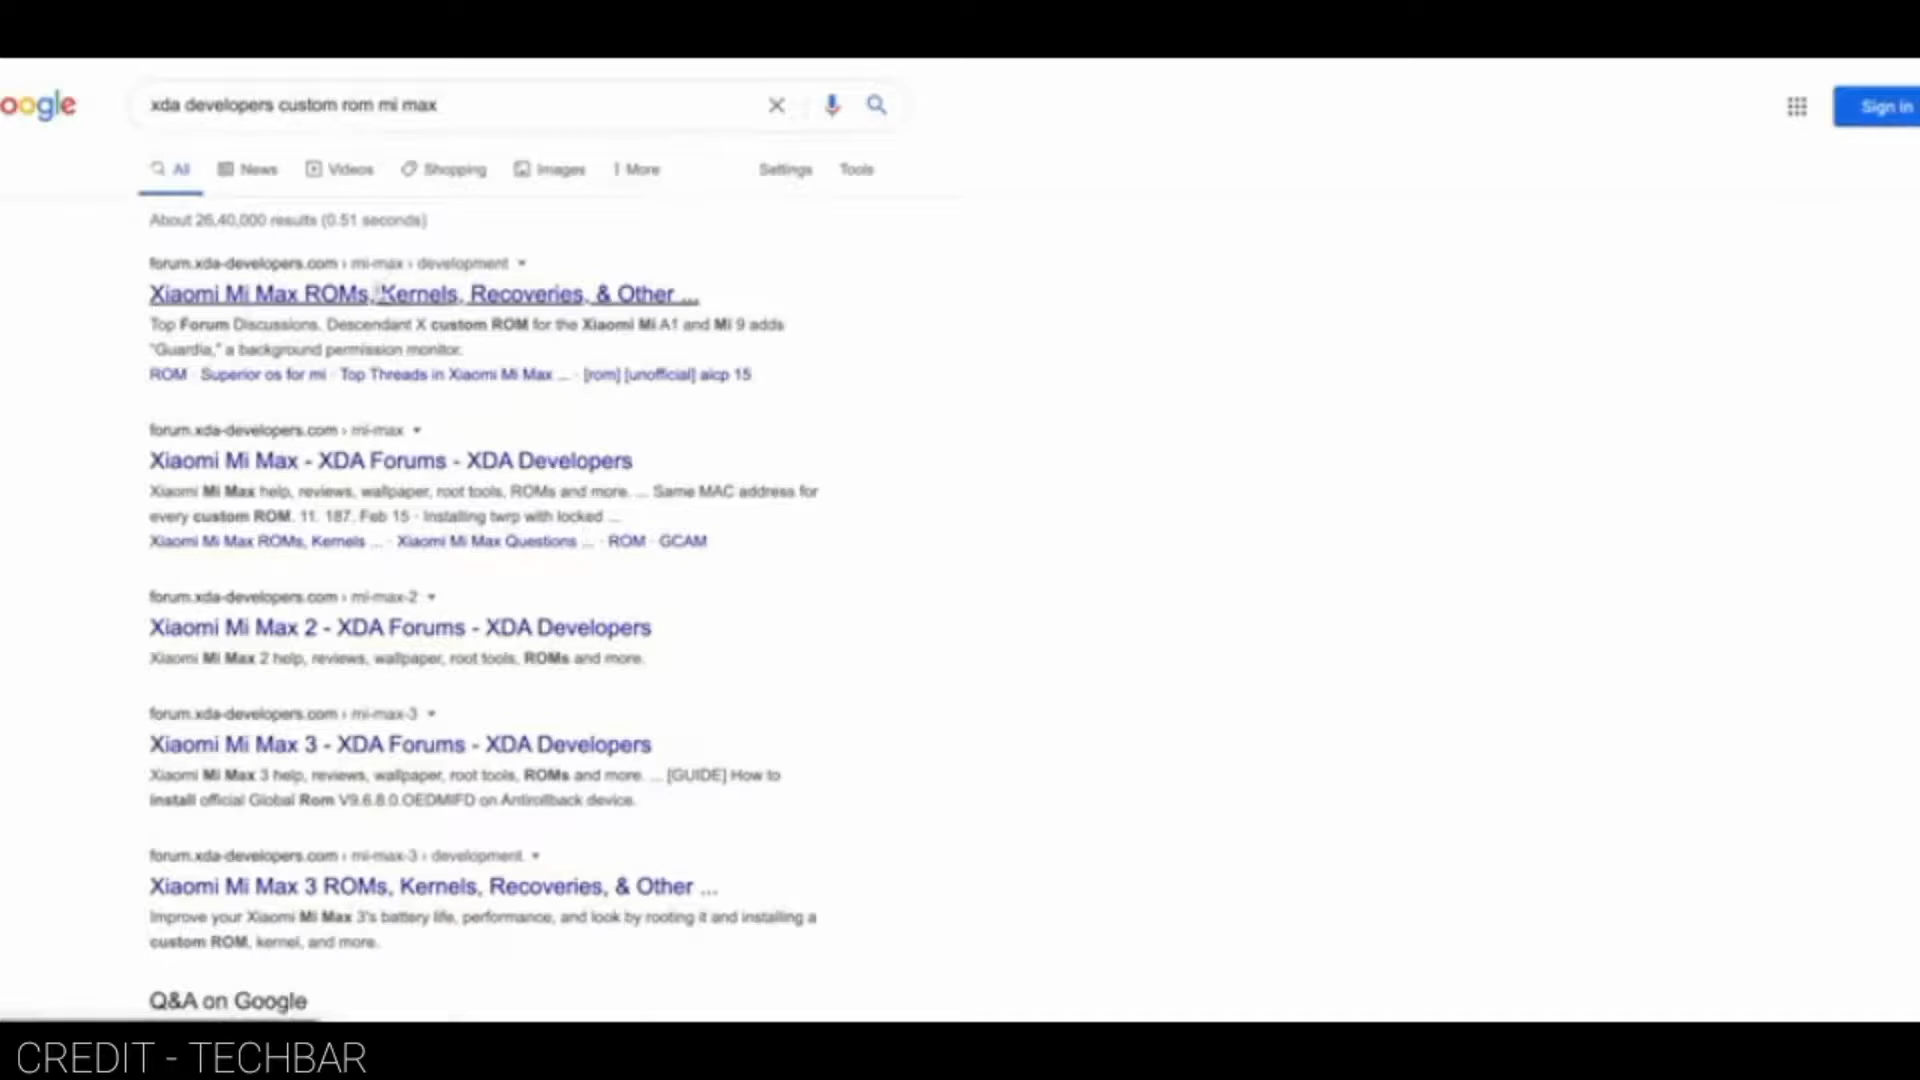 oogle
xda developers custom rom mi max
Sign in
All News Videos Shopping Images More Settings Tools
About 26,40,000 results (0.51 seconds)
forum.xda-developers.com › mi-max › development
Xiaomi Mi Max ROMs, Kernels, Recoveries, & Other ...
Top Forum Discussions. Descendant X custom ROM for the Xiaomi Mi A1 and Mi 9 adds
"Guardia," a background permission monitor.
ROM · Superior os for mi · Top Threads in Xiaomi Mi Max ... · [rom] [unofficial] aicp 15
forum.xda-developers.com › mi-max
Xiaomi Mi Max - XDA Forums - XDA Developers
Xiaomi Mi Max help, reviews, wallpaper, root tools, ROMs and more. ... Same MAC address for
every custom ROM. 11. 187. Feb 15 · Installing twrp with locked ...
Xiaomi Mi Max ROMs, Kernels ... · Xiaomi Mi Max Questions ... · ROM · GCAM
forum.xda-developers.com › mi-max-2
Xiaomi Mi Max 2 - XDA Forums - XDA Developers
Xiaomi Mi Max 2 help, reviews, wallpaper, root tools, ROMs and more.
forum.xda-developers.com › mi-max-3
Xiaomi Mi Max 3 - XDA Forums - XDA Developers
Xiaomi Mi Max 3 help, reviews, wallpaper, root tools, ROMs and more. ... [GUIDE] How to
install official Global Rom V9.6.8.0.OEDMIFD on Antirollback device.
forum.xda-developers.com › mi-max-3 › development
Xiaomi Mi Max 3 ROMs, Kernels, Recoveries, & Other ...
Improve your Xiaomi Mi Max 3's battery life, performance, and look by rooting it and installing a
custom ROM, kernel, and more.
Q&A on Google
CREDIT - TECHBAR